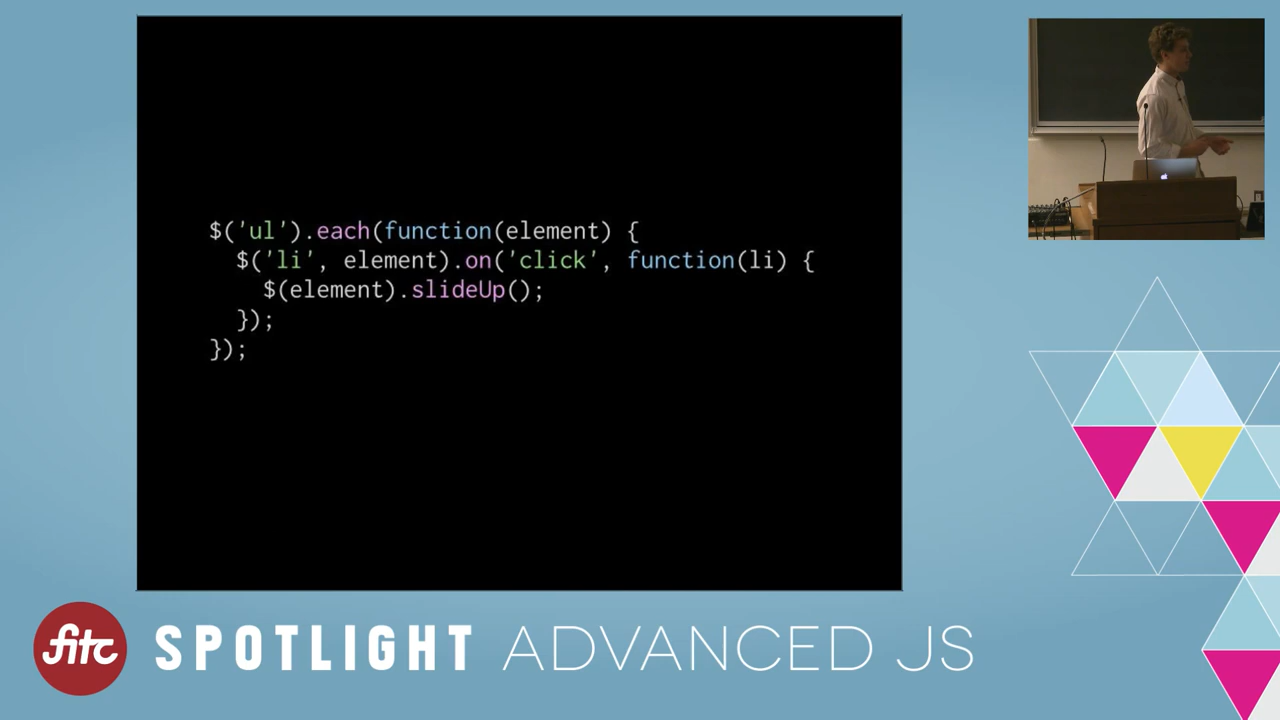 $('ul').each(function(element) {
$('li', element).on('click', function(li) {
$(element).slideUp();
});
});
fitc SPOTLIGHT ADVANCED JS